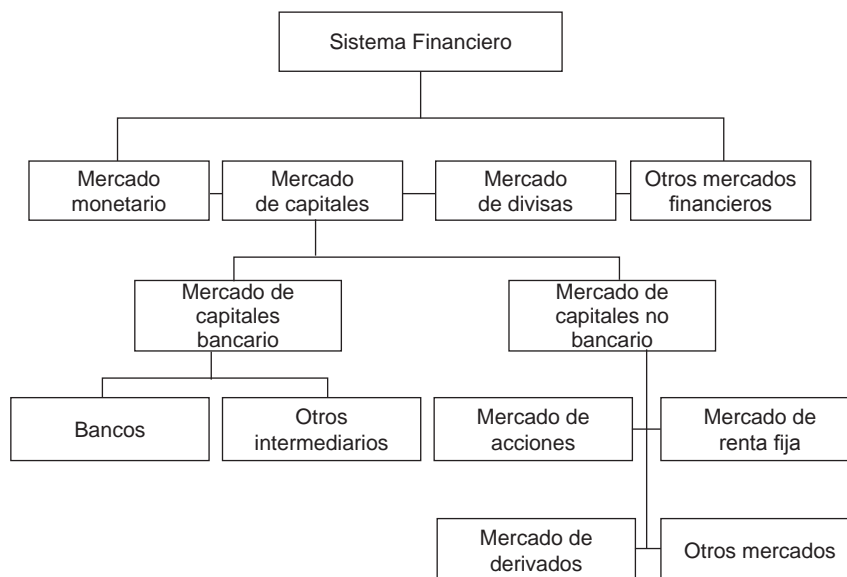 Sistema Financiero
Mercado
monetario
Mercado
de capitales
Mercado
de divisas
Otros mercados
financieros
Mercado de
capitales
bancario
Mercado de
capitales no
bancario
Bancos
Otros
intermediarios
Mercado de
acciones
Mercado de
renta fija
Mercado de
derivados
Otros mercados